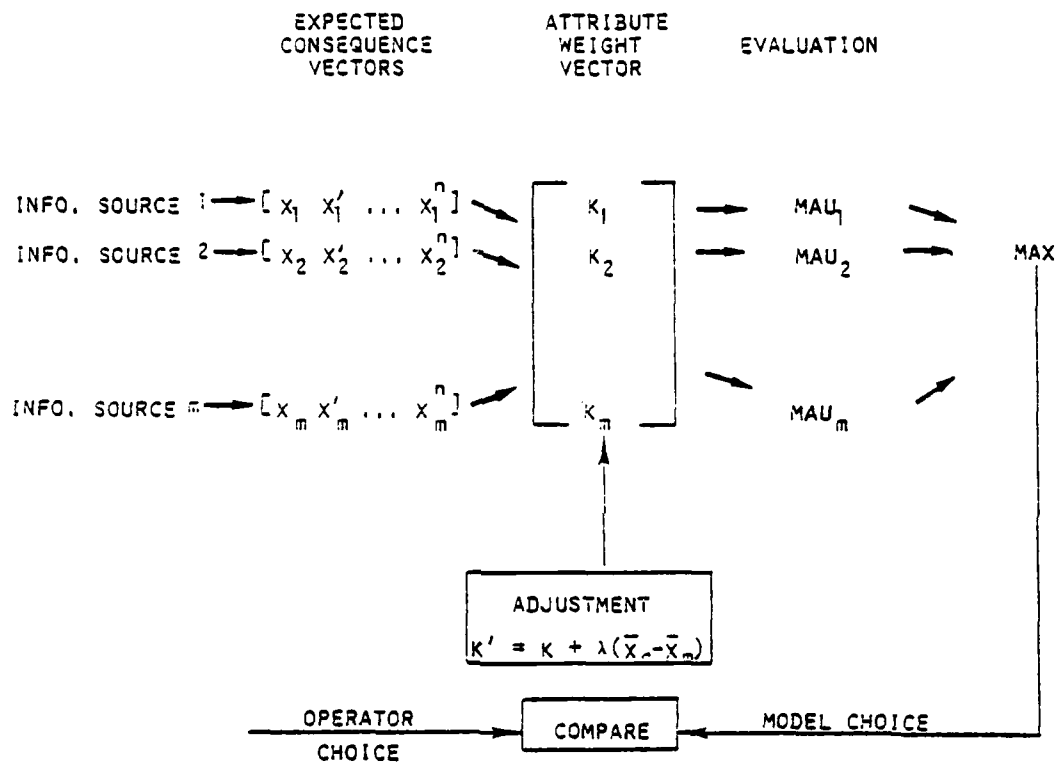 EXPECTED CONSEQUENCE VECTORS
ATTRIBUTE WEIGHT VECTOR
EVALUATION
INFO. SOURCE 1 [ X₁ X₁′ ... X₁ⁿ ] K₁ MAU₁
INFO. SOURCE 2 [ X₂ X₂′ ... X₂ⁿ ] K₂ MAU₂ MAX
INFO. SOURCE m [ Xₘ Xₘ′ ... Xₘⁿ ] Kₘ MAUₘ
ADJUSTMENT
K′ = K + λ(X̄ -X̄ₘ)
OPERATOR CHOICE
COMPARE
MODEL CHOICE